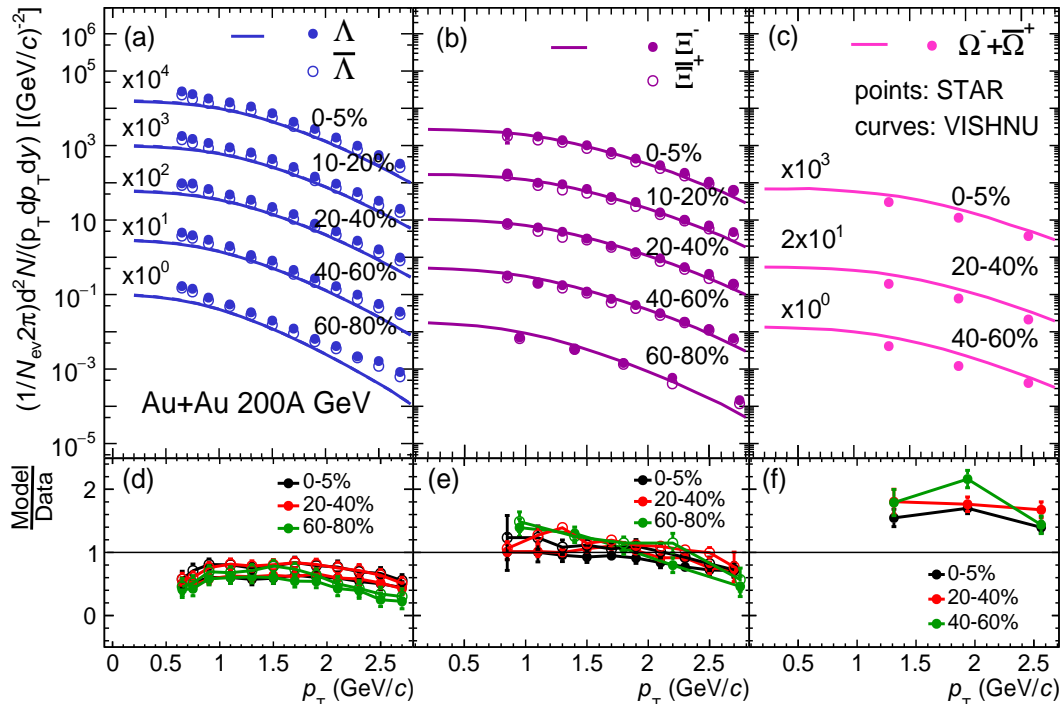 (1/N_ev 2π)d²N/(p_T dp_T dy) [(GeV/c)⁻²]
10⁶
10⁵
10³
10
10⁻¹
10⁻³
10⁻⁵
(a)
Λ
Λ̅
x10⁴
0-5%
x10³
10-20%
x10²
20-40%
x10¹
40-60%
x10⁰
60-80%
Au+Au 200A GeV
(b)
Ξ⁻
Ξ̅⁺
0-5%
10-20%
20-40%
40-60%
60-80%
(c)
Ω⁻+Ω̅⁺
points: STAR
curves: VISHNU
x10³
0-5%
2x10¹
20-40%
x10⁰
40-60%
Model
Data
2
1
0
(d)
0-5%
20-40%
60-80%
(e)
0-5%
20-40%
60-80%
(f)
0-5%
20-40%
40-60%
0 0.5 1 1.5 2 2.5
p_T (GeV/c)
0.5 1 1.5 2 2.5
p_T (GeV/c)
0.5 1 1.5 2 2.5
p_T (GeV/c)